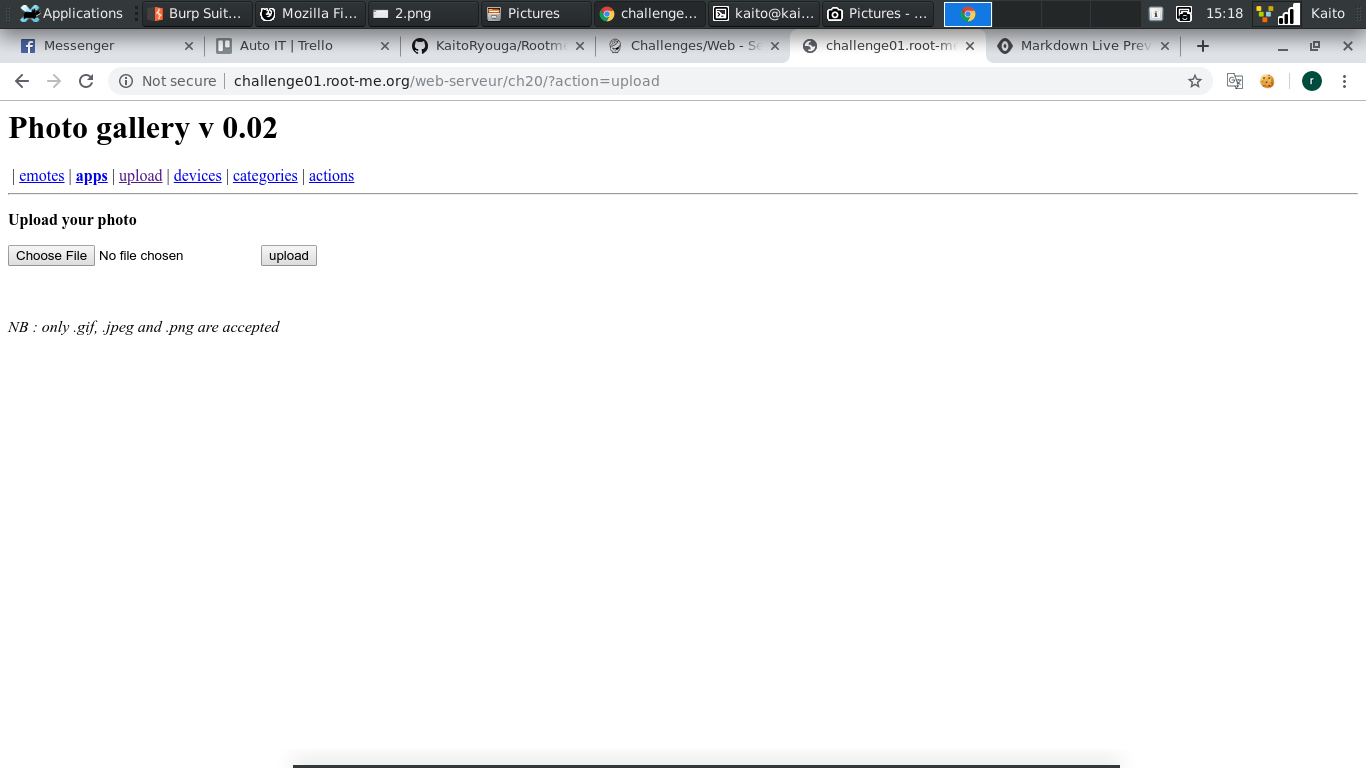 Applications Burp Suit… Mozilla Fi… 2.png Pictures challenge… kaito@kai… Pictures - … 15:18 Kaito
Messenger Auto IT | Trello KaitoRyouga/Rootme Challenges/Web - Se challenge01.root-me Markdown Live Prev
Not secure challenge01.root-me.org/web-serveur/ch20/?action=upload r
Photo gallery v 0.02
| emotes | apps | upload | devices | categories | actions
Upload your photo
Choose File No file chosen upload
NB : only .gif, .jpeg and .png are accepted